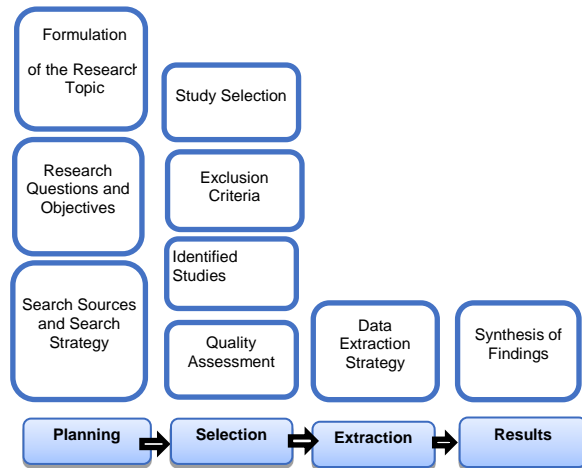 Formulation
of the Research
Topic
Research
Questions and
Objectives
Search Sources
and Search
Strategy
Study Selection
Exclusion
Criteria
Identified
Studies
Quality
Assessment
Data
Extraction
Strategy
Synthesis of
Findings
Planning
Selection
Extraction
Results